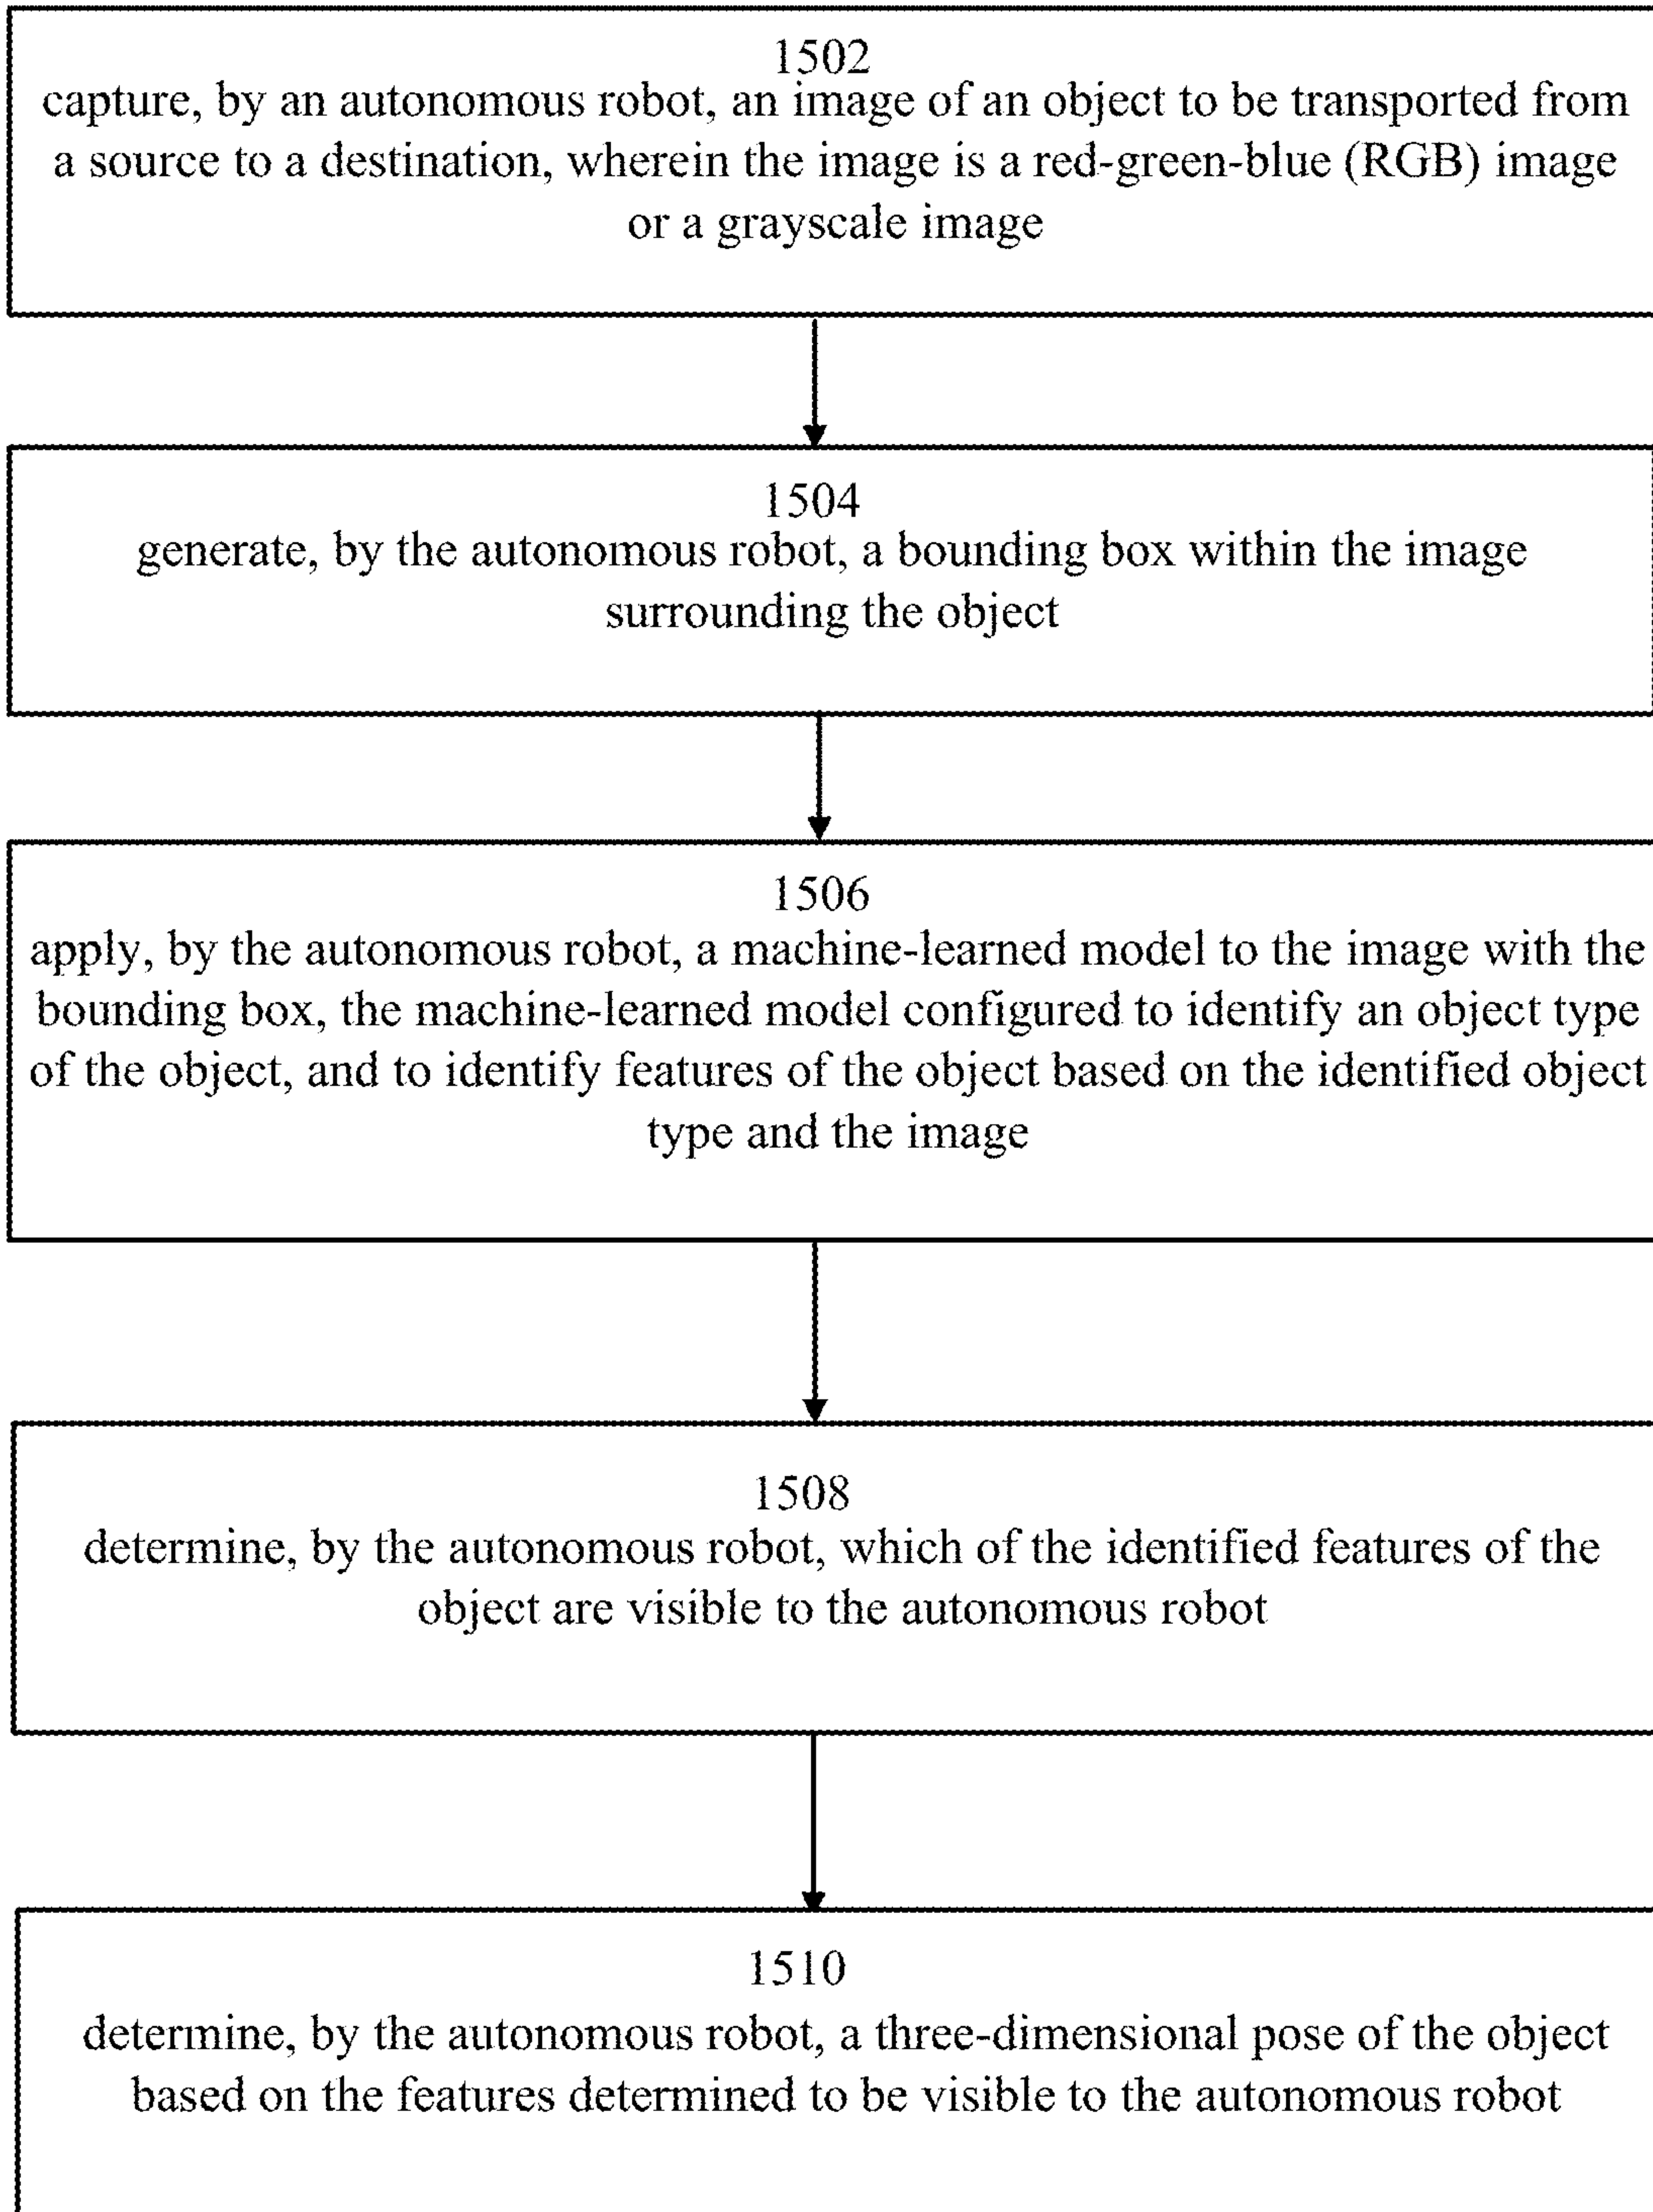 1502
capture, by an autonomous robot, an image of an object to be transported from
a source to a destination, wherein the image is a red-green-blue (RGB) image
or a grayscale image
1504
generate, by the autonomous robot, a bounding box within the image
surrounding the object
1506
apply, by the autonomous robot, a machine-learned model to the image with the
bounding box, the machine-learned model configured to identify an object type
of the object, and to identify features of the object based on the identified object
type and the image
1508
determine, by the autonomous robot, which of the identified features of the
object are visible to the autonomous robot
1510
determine, by the autonomous robot, a three-dimensional pose of the object
based on the features determined to be visible to the autonomous robot